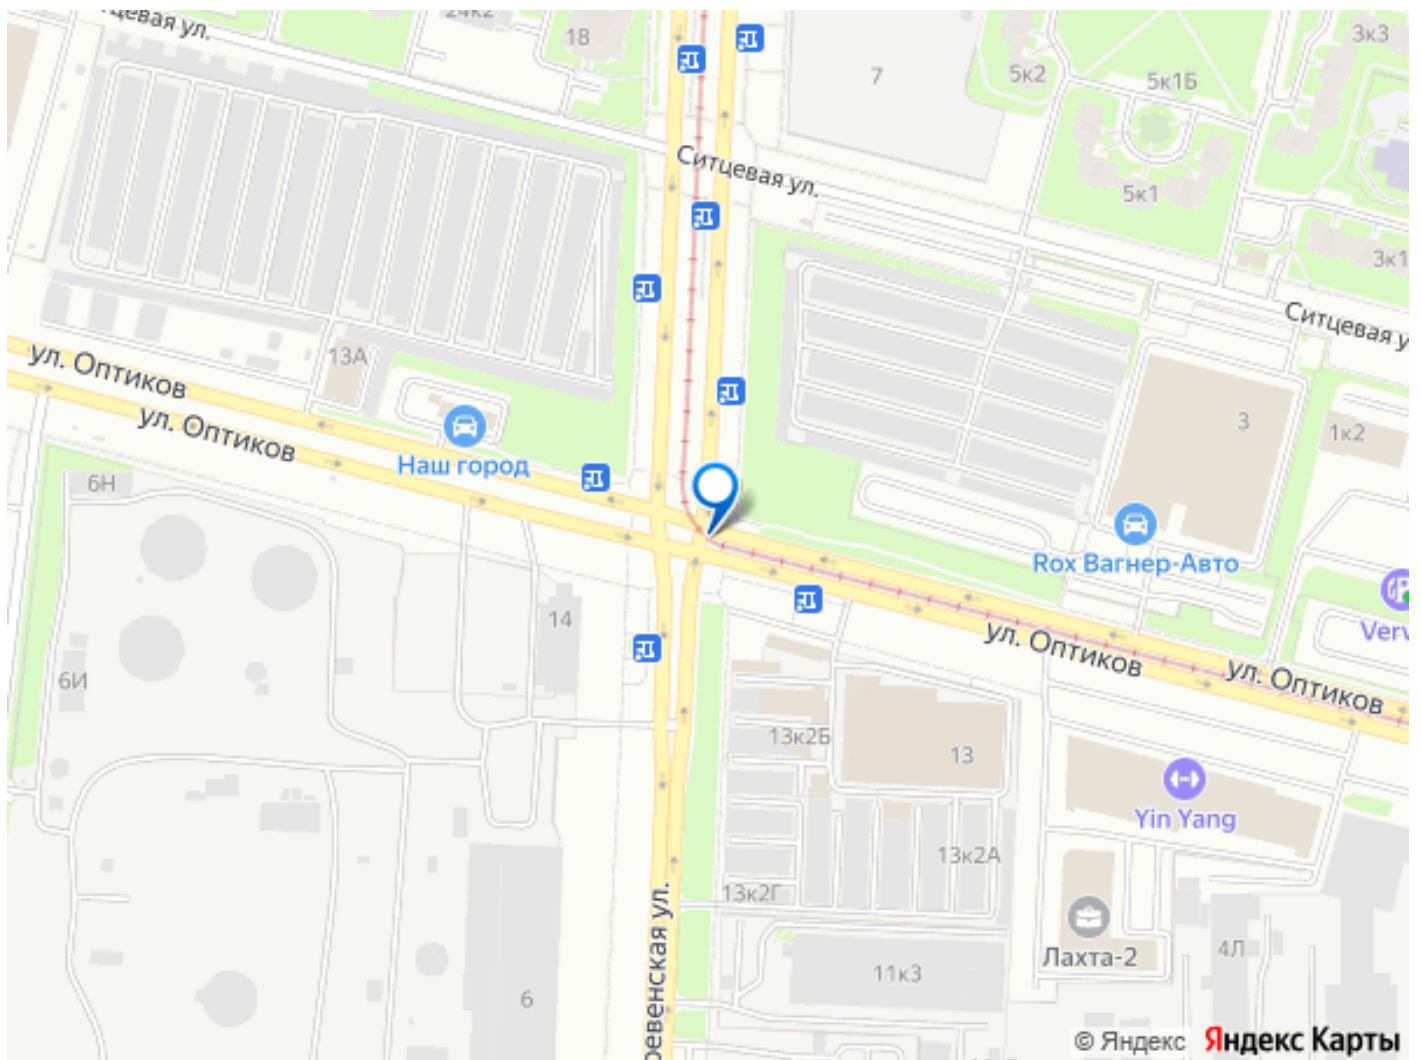 24к2
18
7
3к3
5к2
5к1Б
Ситцевая ул.
5к1
3к1
Ситцевая
13А
ул. Оптиков
ул. Оптиков
3
1к2
Наш город
6Н
Rox Вагнер-Авто
14
ул. Оптиков
ул. Оптиков
6И
13к2Б
13
Yin Yang
13к2А
13к2Г
11к3
Лахта-2
4Л
6
ул.
© Яндекс
Яндекс Карты